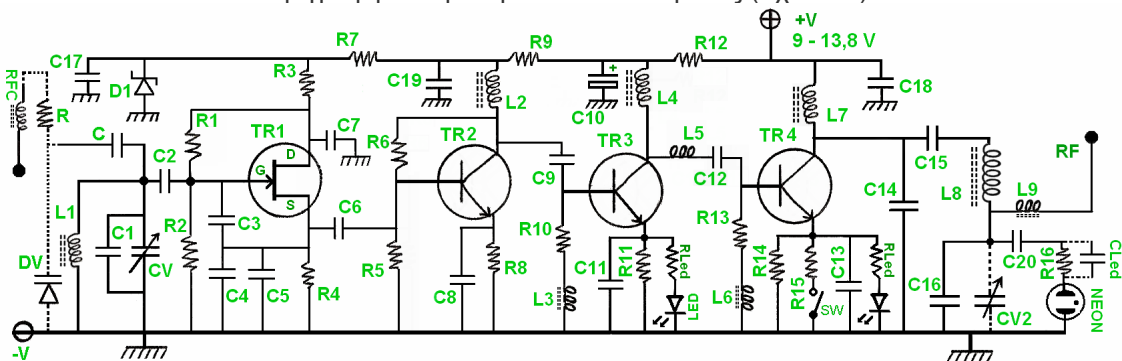 +V
9 - 13,8 V
R7
R9
R12
C17
RFC
R
D1
R3
C19
L2
C10
+
L4
L7
C18
R1
TR1
C7
R6
TR2
TR3
L5
TR4
C15
RF
C
C2
D
G
S
C9
C12
C14
L8
L9
L1
R2
C3
C6
R10
R13
C1
CV
DV
C4
C5
R4
R5
C8
R8
L3
C11
R11
RLed
LED
L6
R14
R15
SW
C13
RLed
C16
C20
CV2
R16
CLed
NEON
-V